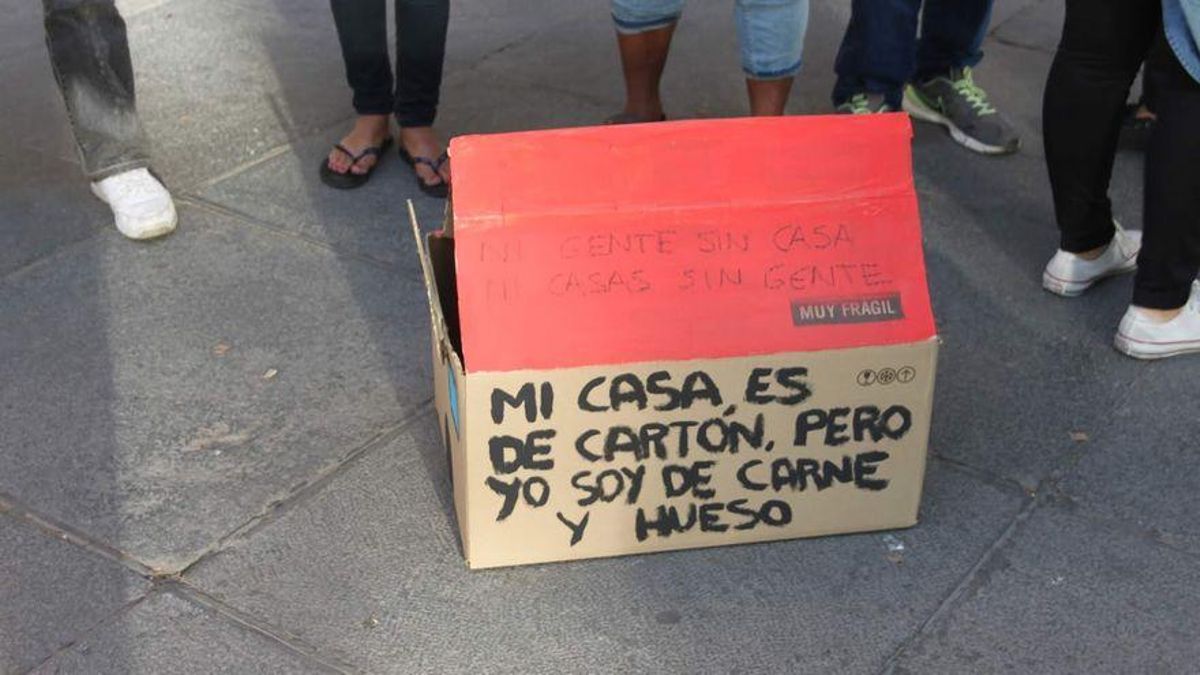 NI GENTE SIN CASA
NI CASAS SIN GENTE
MUY FRAGIL
MI CASA ES
DE CARTÓN, PERO
YO SOY DE CARNE
Y HUESO